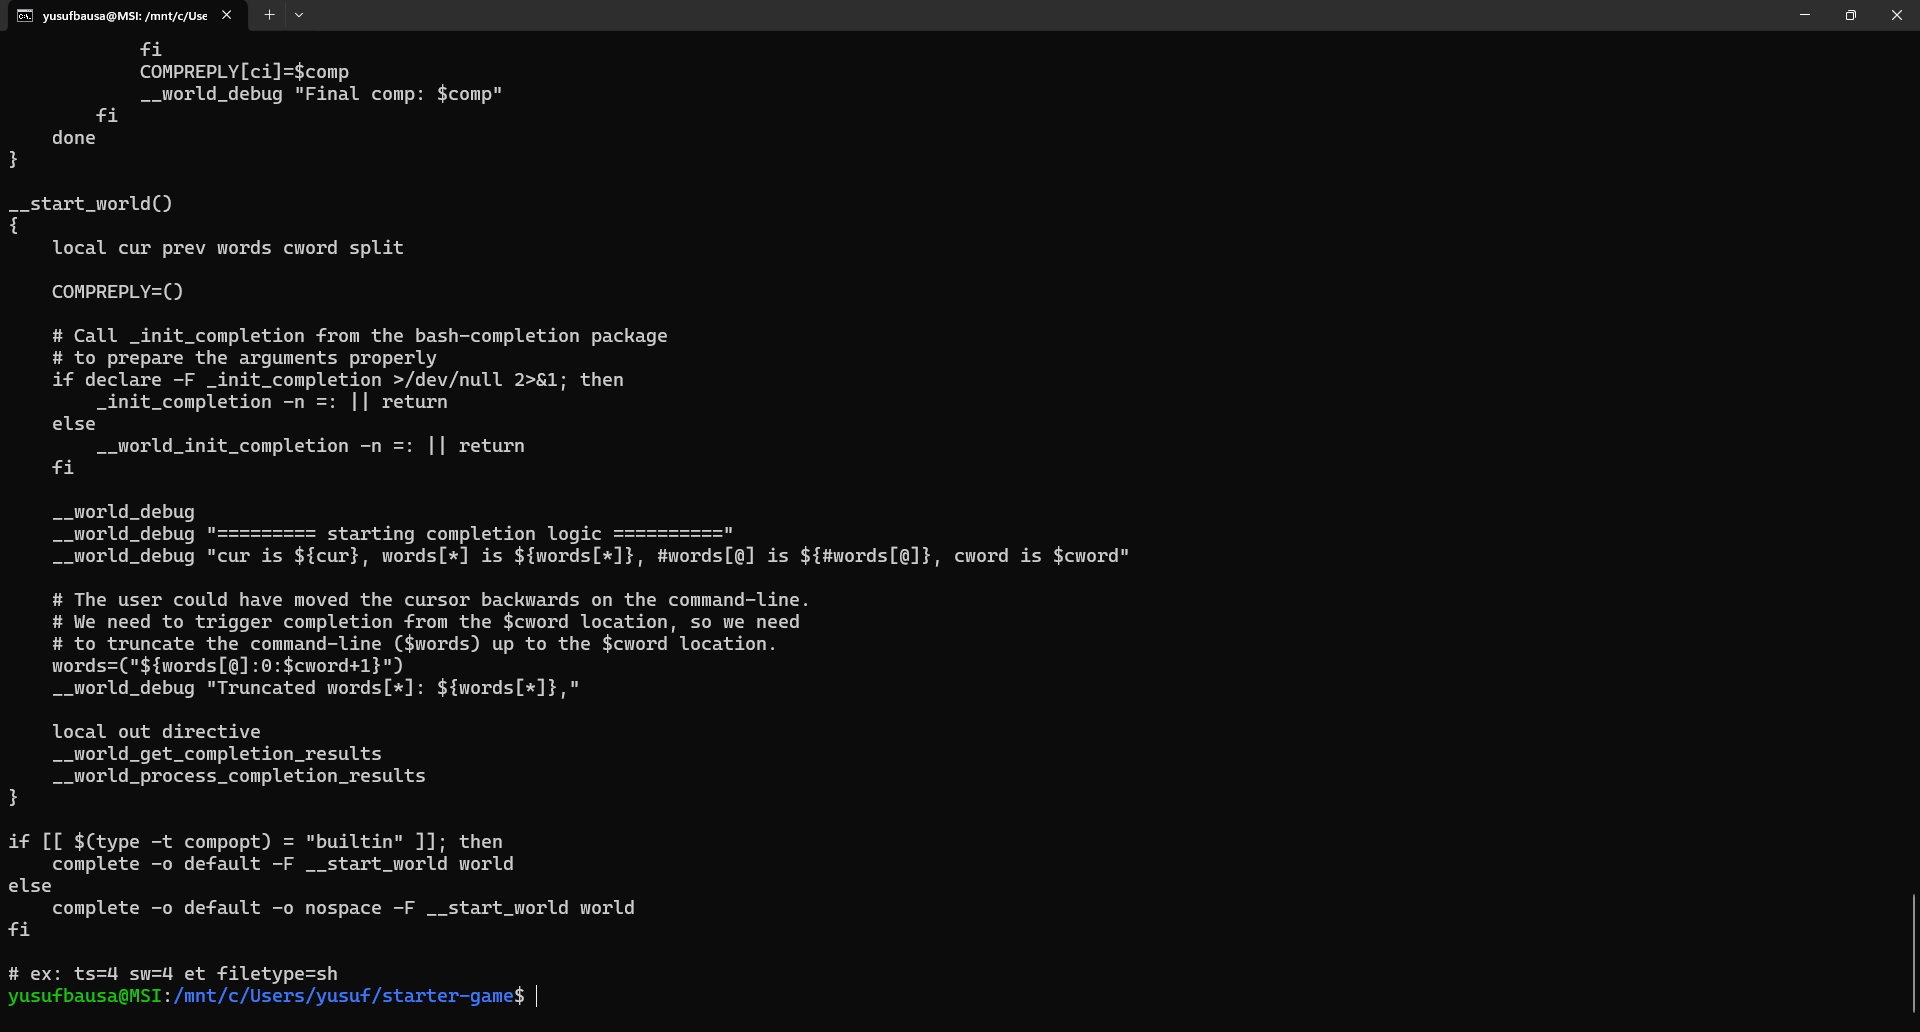 yusufbausa@MSI: /mnt/c/Use
fi
COMPREPLY[ci]=$comp
__world_debug "Final comp: $comp"
fi
done
}
__start_world()
{
local cur prev words cword split
COMPREPLY=()
# Call _init_completion from the bash-completion package
# to prepare the arguments properly
if declare -F _init_completion >/dev/null 2>&1; then
_init_completion -n =: || return
else
__world_init_completion -n =: || return
fi
__world_debug
__world_debug "========= starting completion logic =========="
__world_debug "cur is ${cur}, words[*] is ${words[*]}, #words[@] is ${#words[@]}, cword is $cword"
# The user could have moved the cursor backwards on the command-line.
# We need to trigger completion from the $cword location, so we need
# to truncate the command-line ($words) up to the $cword location.
words=("${words[@]:0:$cword+1}")
__world_debug "Truncated words[*]: ${words[*]},"
local out directive
__world_get_completion_results
__world_process_completion_results
}
if [[ $(type -t compopt) = "builtin" ]]; then
complete -o default -F __start_world world
else
complete -o default -o nospace -F __start_world world
fi
# ex: ts=4 sw=4 et filetype=sh
yusufbausa@MSI:/mnt/c/Users/yusuf/starter-game$